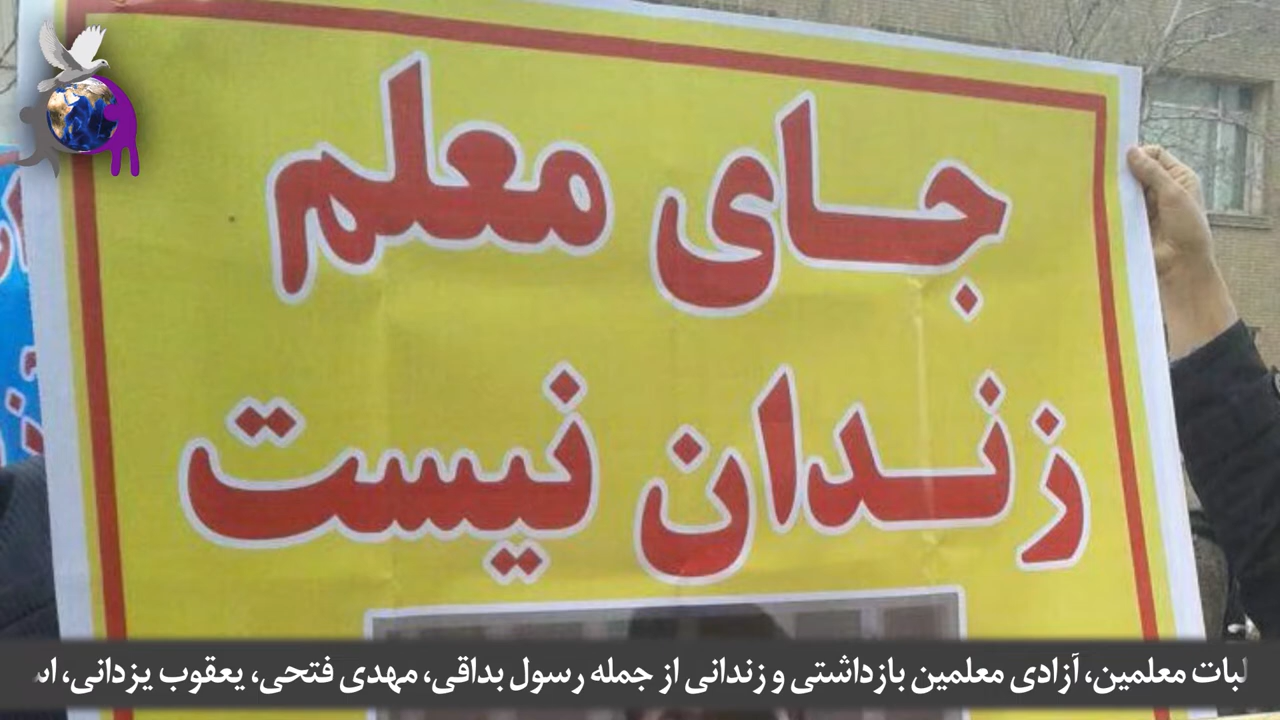 جای معلم
زندان نیست
معلمین، آزادی معلمین بازداشتی و زندانی از جمله رسول بداقی، مهدی فتحی، یعقوب یزدانی،